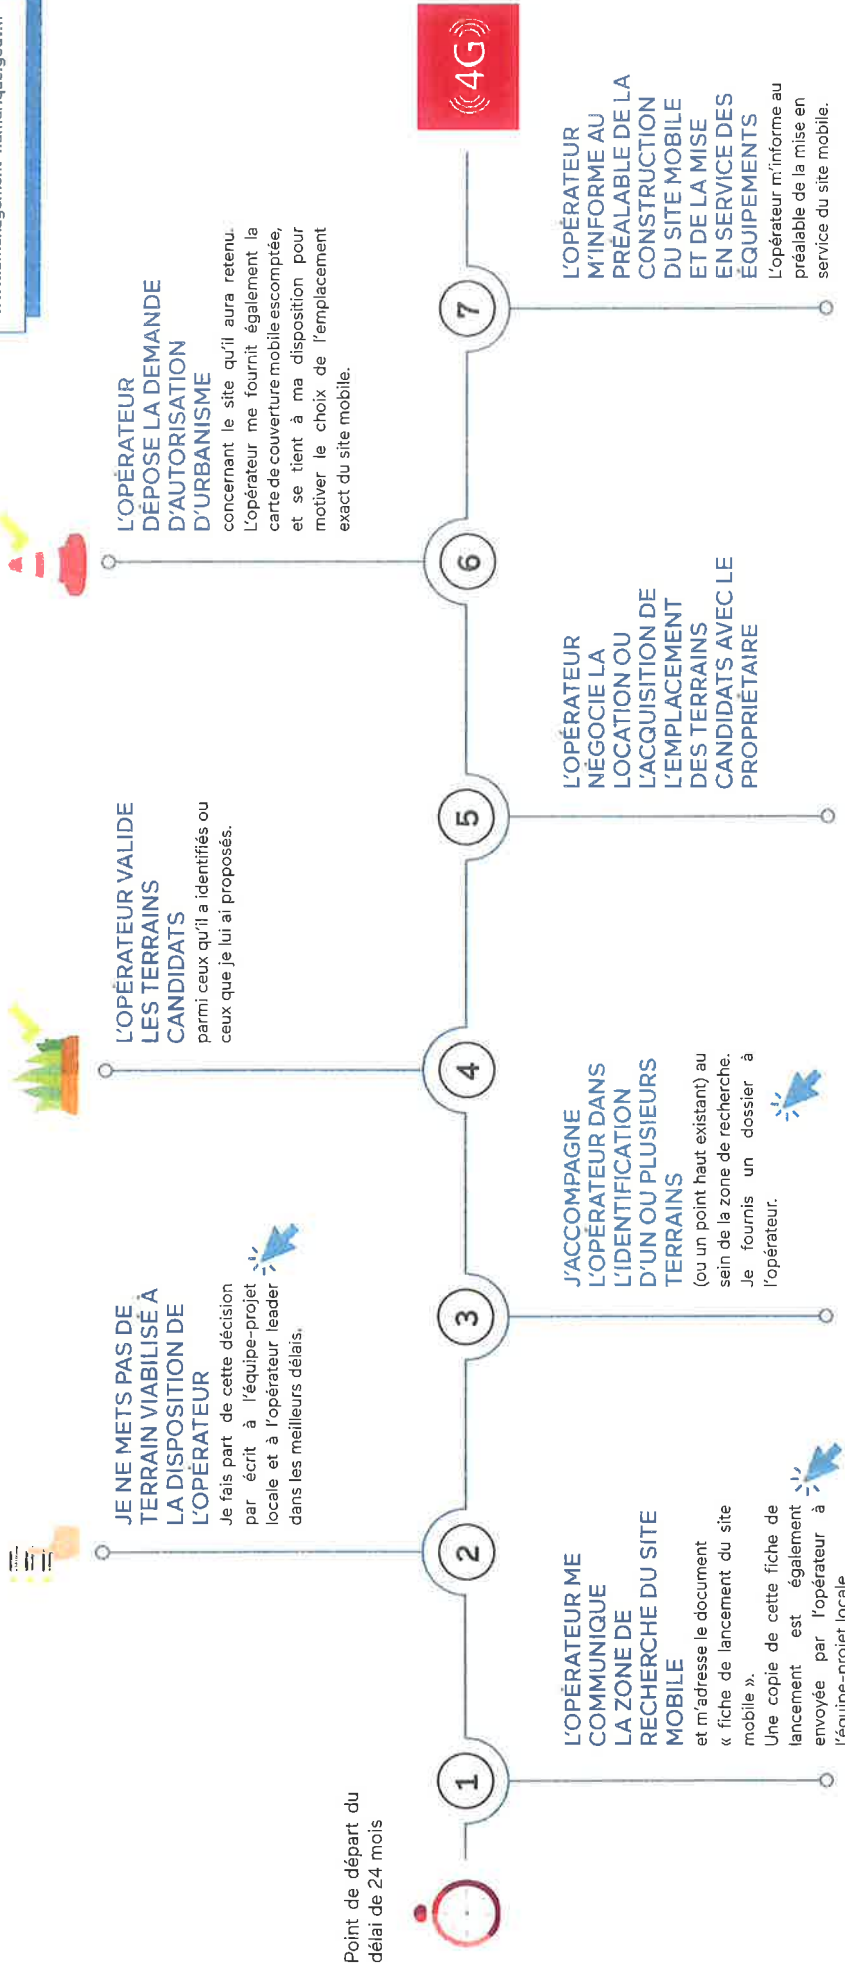 Point de départ du
délai de 24 mois
1
L'OPÉRATEUR ME
COMMUNIQUE
LA ZONE DE
RECHERCHE DU SITE
MOBILE
et m'adresse le document
« fiche de lancement du site
mobile ».
Une copie de cette fiche de
lancement est également
envoyée par l'opérateur à
l'équipe-projet locale
2
JE NE METS PAS DE
TERRAIN VIABILISÉ À
LA DISPOSITION DE
L'OPÉRATEUR
Je fais part de cette décision
par écrit à l'équipe-projet
locale et à l'opérateur leader
dans les meilleurs délais.
3
J'ACCOMPAGNE
L'OPÉRATEUR DANS
L'IDENTIFICATION
D'UN OU PLUSIEURS
TERRAINS
(ou un point haut existant) au
sein de la zone de recherche.
Je fournis un dossier à
l'opérateur.
4
L'OPÉRATEUR VALIDE
LES TERRAINS
CANDIDATS
parmi ceux qu'il a identifiés ou
ceux que je lui ai proposés.
5
L'OPÉRATEUR
NÉGOCIE LA
LOCATION OU
L'ACQUISITION DE
L'EMPLACEMENT
DES TERRAINS
CANDIDATS AVEC LE
PROPRIÉTAIRE
6
L'OPÉRATEUR
DÉPOSE LA DEMANDE
D'AUTORISATION
D'URBANISME
concernant le site qu'il aura retenu.
L'opérateur me fournit également la
carte de couverture mobile escomptée,
et se tient à ma disposition pour
motiver le choix de l'emplacement
exact du site mobile.
7
L'OPÉRATEUR
M'INFORME AU
PRÉALABLE DE LA
CONSTRUCTION
DU SITE MOBILE
ET DE LA MISE
EN SERVICE DES
ÉQUIPEMENTS
L'opérateur m'informe au
préalable de la mise en
service du site mobile.
((4G))